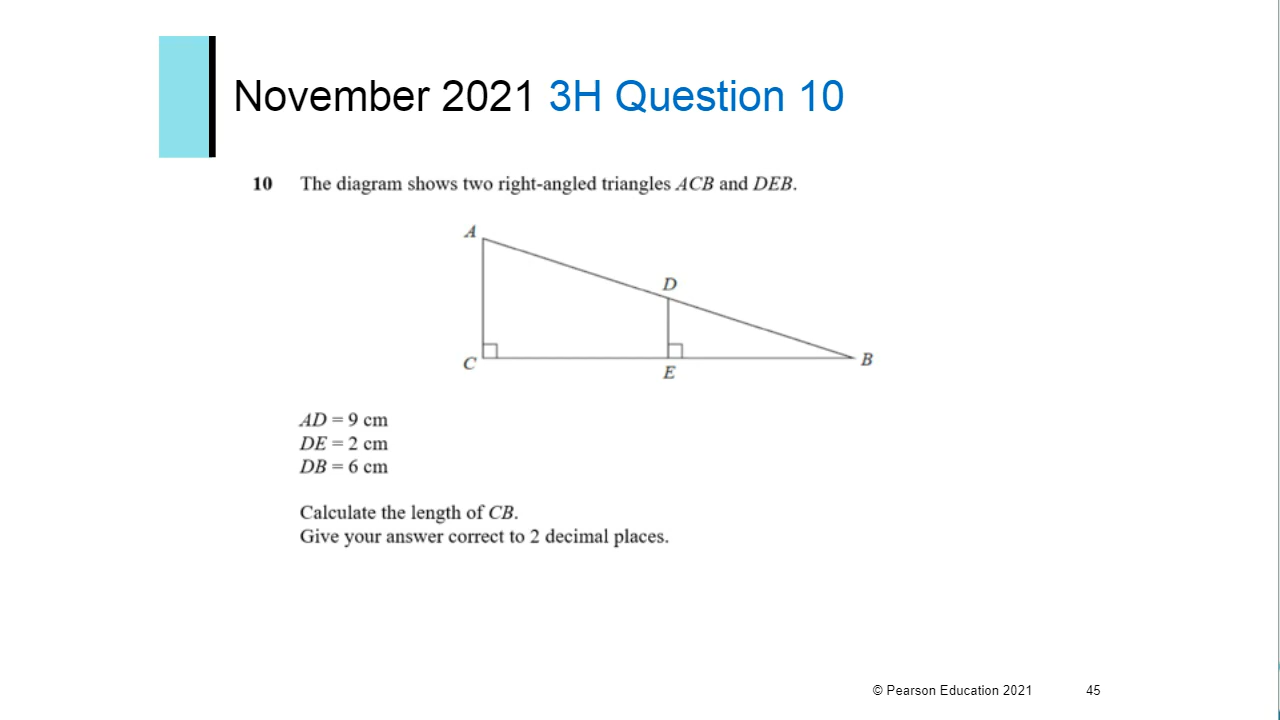 November 2021 3H Question 10
10 The diagram shows two right-angled triangles ACB and DEB.
A
D
C
E
B
AD = 9 cm
DE = 2 cm
DB = 6 cm
Calculate the length of CB.
Give your answer correct to 2 decimal places.
© Pearson Education 2021 45